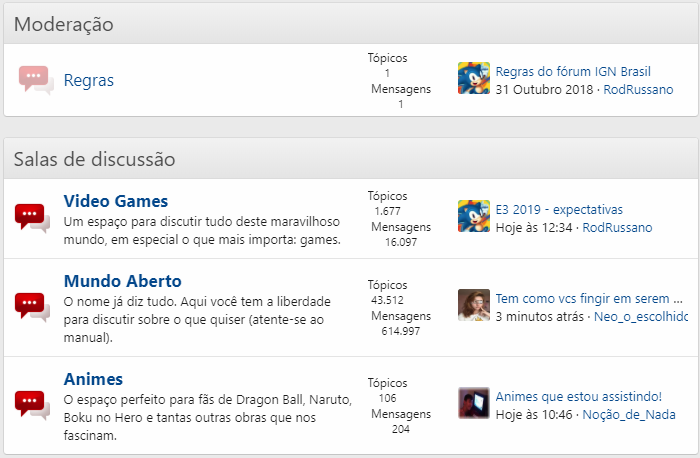 Moderação
Regras
Tópicos
1
Mensagens
1
Regras do fórum IGN Brasil
31 Outubro 2018 · RodRussano
Salas de discussão
Video Games
Um espaço para discutir tudo deste maravilhoso
mundo, em especial o que mais importa: games.
Tópicos
1.677
Mensagens
16.097
E3 2019 - expectativas
Hoje às 12:34 · RodRussano
Mundo Aberto
O nome já diz tudo. Aqui você tem a liberdade
para discutir sobre o que quiser (atente-se ao
manual).
Tópicos
43.512
Mensagens
614.997
Tem como vcs fingir em serem ...
3 minutos atrás · Neo_o_escolhido
Animes
O espaço perfeito para fãs de Dragon Ball, Naruto,
Boku no Hero e tantas outras obras que nos
fascinam.
Tópicos
106
Mensagens
204
Animes que estou assistindo!
Hoje às 10:46 · Noção_de_Nada